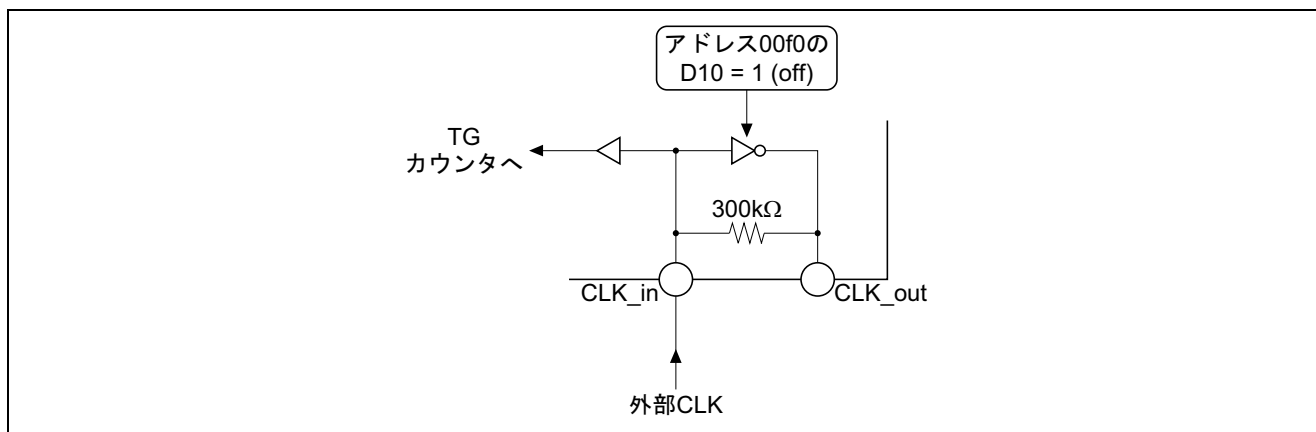 アドレス00f0の
D10 = 1 (off)
TG
カウンタへ
300kΩ
CLK_in
CLK_out
外部CLK